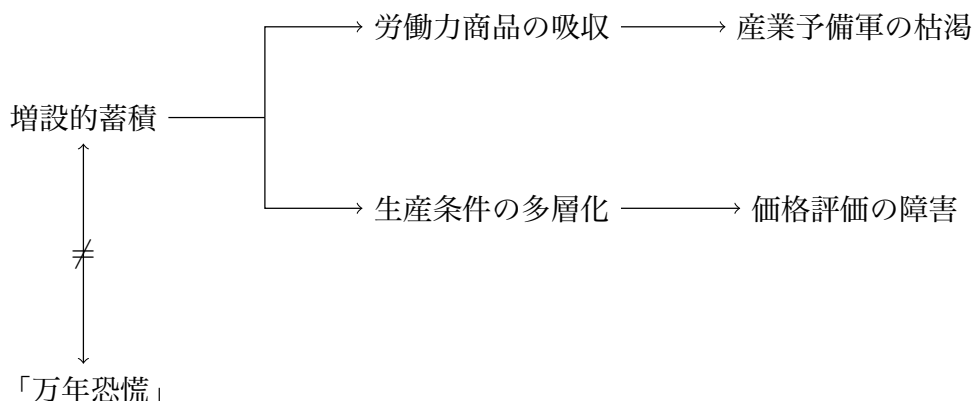 労働力商品の吸収
産業予備軍の枯渇
増設的蓄積
生産条件の多層化
価格評価の障害
≠
「万年恐慌」